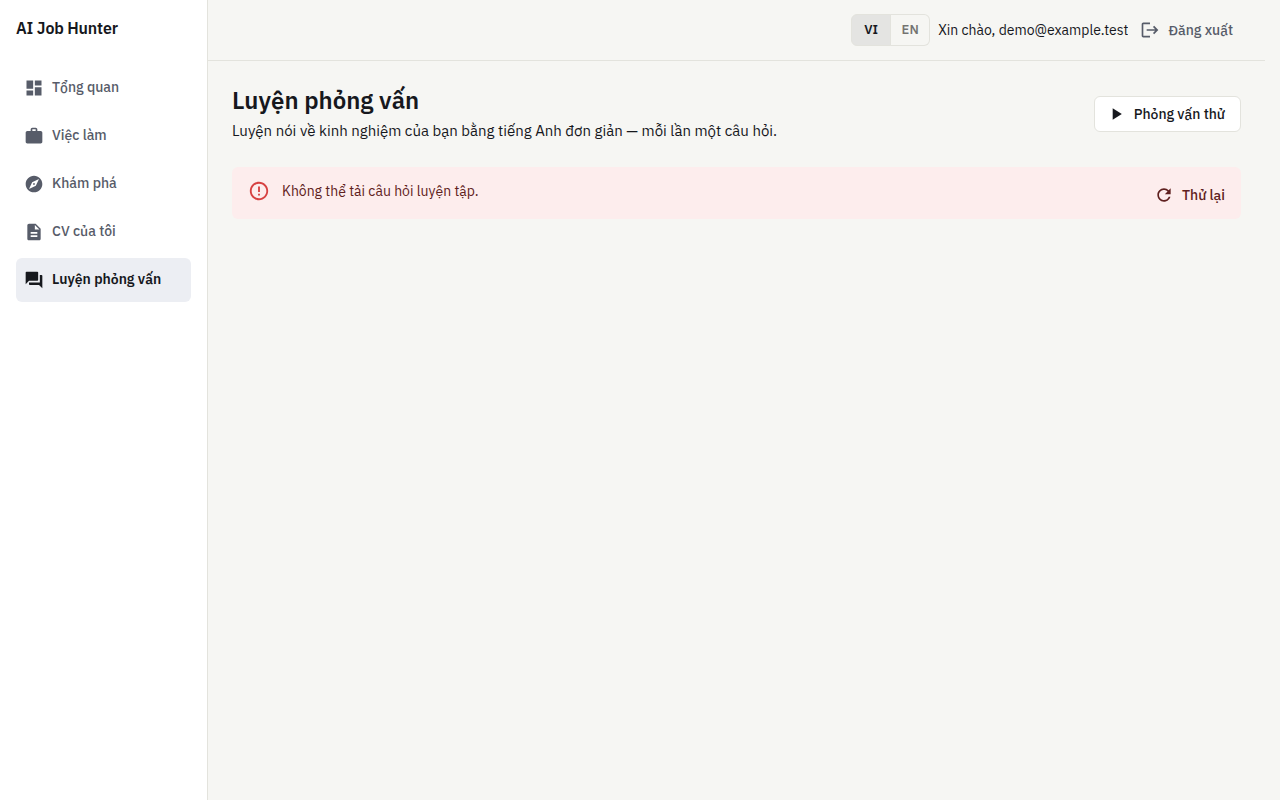 AI Job Hunter
VI EN Xin chào, demo@example.test Đăng xuất
Tổng quan
Việc làm
Khám phá
CV của tôi
Luyện phỏng vấn
Luyện phỏng vấn
Luyện nói về kinh nghiệm của bạn bằng tiếng Anh đơn giản — mỗi lần một câu hỏi.
Phỏng vấn thử
Không thể tải câu hỏi luyện tập.
Thử lại